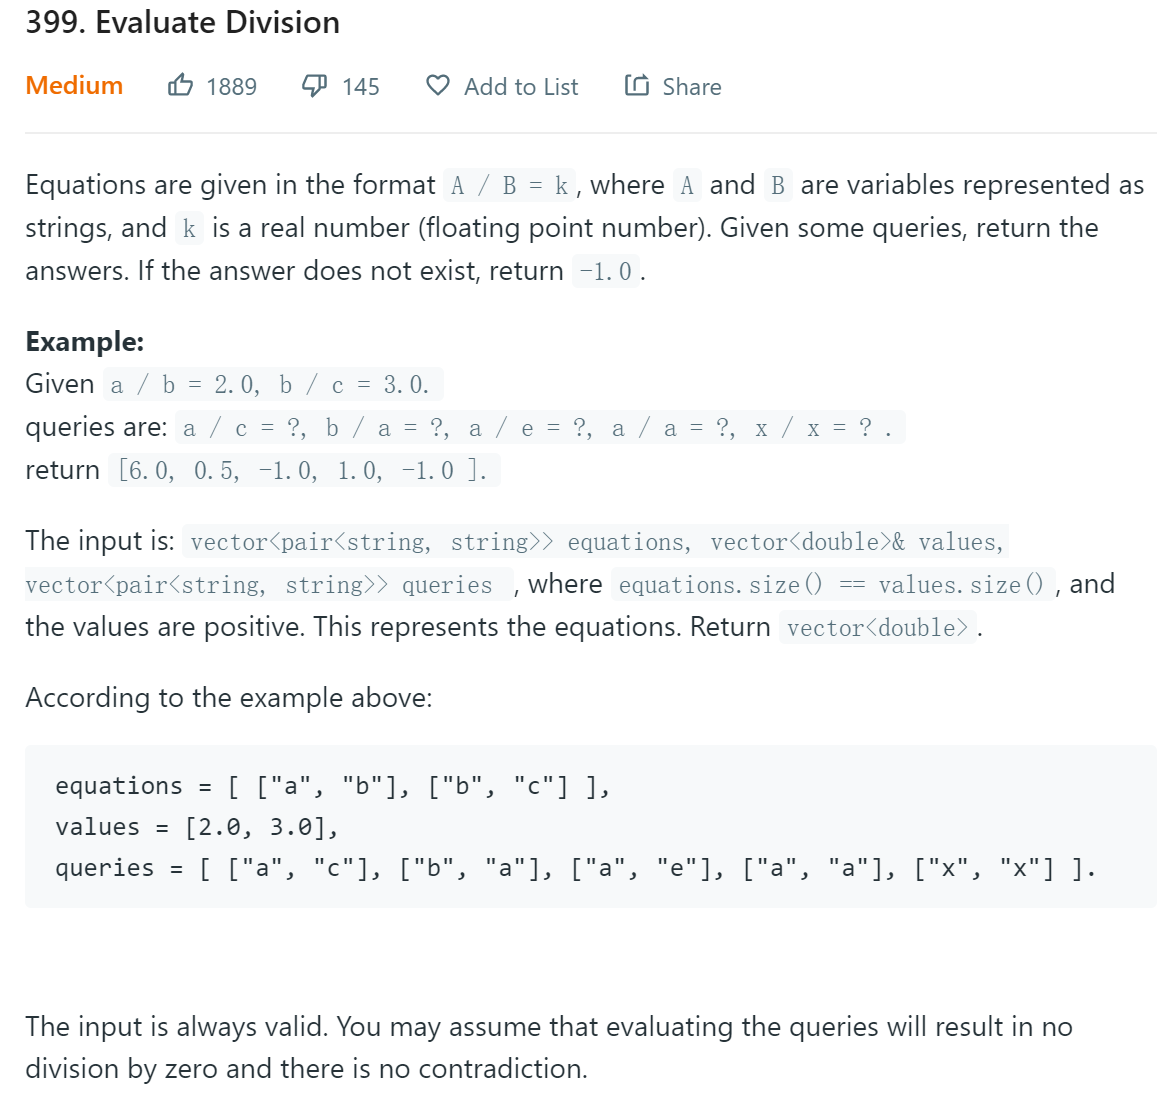 399. Evaluate Division
Medium 1889 145 Add to List Share
Equations are given in the format A / B = k, where A and B are variables represented as
strings, and k is a real number (floating point number). Given some queries, return the
answers. If the answer does not exist, return -1.0.
Example:
Given a / b = 2.0, b / c = 3.0.
queries are: a / c = ?, b / a = ?, a / e = ?, a / a = ?, x / x = ? .
return [6.0, 0.5, -1.0, 1.0, -1.0 ].
The input is: vector<pair<string, string>> equations, vector<double>& values,
vector<pair<string, string>> queries , where equations.size() == values.size(), and
the values are positive. This represents the equations. Return vector<double>.
According to the example above:
equations = [ ["a", "b"], ["b", "c"] ],
values = [2.0, 3.0],
queries = [ ["a", "c"], ["b", "a"], ["a", "e"], ["a", "a"], ["x", "x"] ].
The input is always valid. You may assume that evaluating the queries will result in no
division by zero and there is no contradiction.